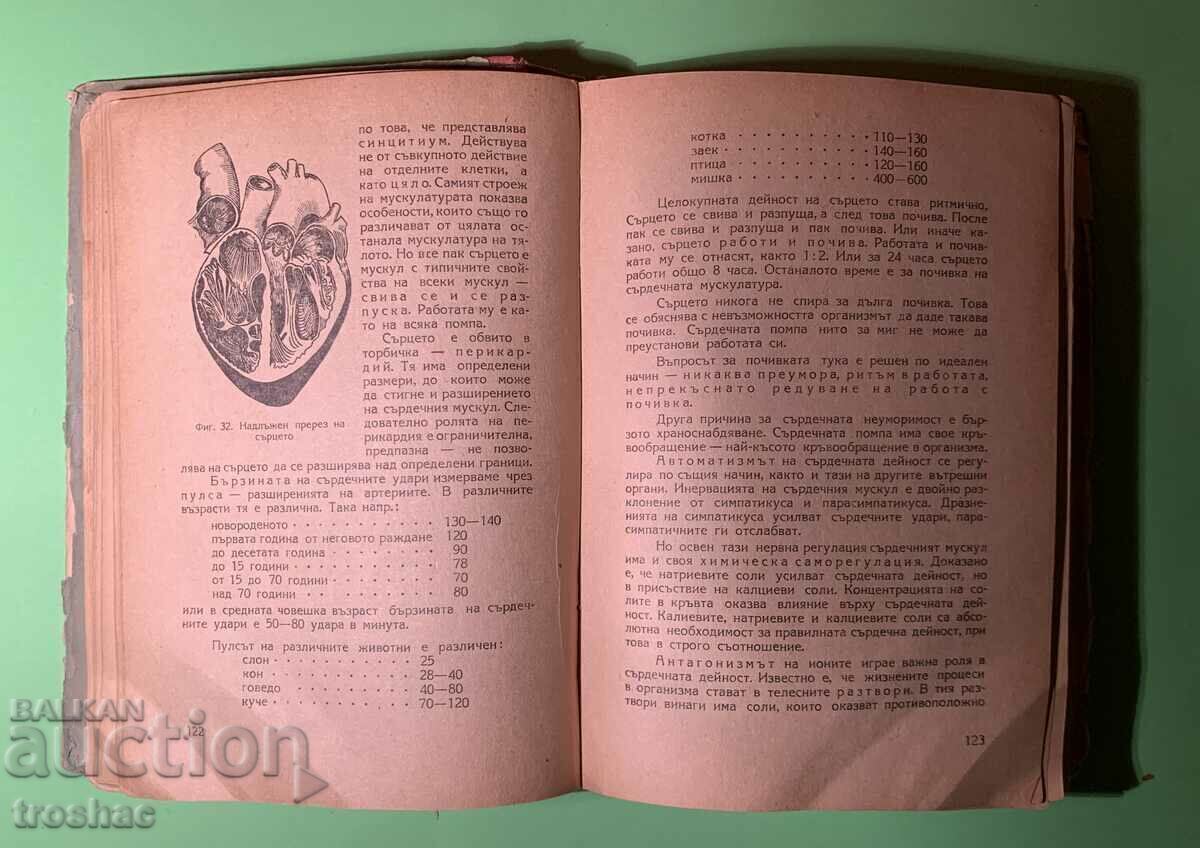 по това, че представлява
синцитиум. Действува
не от съвкупното действие
на отделните клетки, а
като цяло. Самият строеж
на мускулатурата показва
особености, които също го
различават от цялата ос-
танала мускулатура на тя-
лото. Но все пак сърцето е
мускул с типичните свой-
ства на всеки мускул —
свива се и се раз-
пуска. Работата му е ка-
то на всяка помпа.
Сърцето е обвито в
торбичка — перикар-
дий. Тя има определени
размери, до които може
да стигне и разширението
на сърдечния мускул. Сле-
дователно ролята на пе-
рикардия е ограничителна,
предпазна — не позво-
лява на сърцето да се разширява над определени граници.
Фиг. 32. Надлъжен пререз на
сърцето
Бързината на сърдечните удари измерваме чрез
пулса — разширенията на артериите. В различните
възрасти тя е различна. Така напр.:
новороденото · · · · · · · · · · · 130—140
първата година от неговото раждане 120
до десетата година · · · · · · · · 90
до 15 години · · · · · · · · · · 78
от 15 до 70 години · · · · · · · · 70
над 70 години · · · · · · · · · · 80
или в средната човешка възраст бързината на сърдеч-
ните удари е 50—80 удара в минута.
Пулсът на различните животни е различен:
слон · · · · · · · · · · · 25
кон · · · · · · · · · · · 28—40
говедо · · · · · · · · · · 40—80
куче · · · · · · · · · · · 70—120
122
котка · · · · · · · · · · 110—130
заек · · · · · · · · · · 140—160
птица · · · · · · · · · · 120—160
мишка · · · · · · · · · · 400—600
Целокупната дейност на сърцето става ритмично,
Сърцето се свива и разпуща, а след това почива. После
пак се свива и разпуща и пак почива. Или иначе ка-
зано, сърцето работи и почива. Работата и почив-
ката му се отнасят, както 1:2. Или за 24 часа сърцето
работи общо 8 часа. Останалото време е за почивка на
сърдечната мускулатура.
Сърцето никога не спира за дълга почивка. Това
се обяснява с невъзможността организмът да даде такава
почивка. Сърдечната помпа нито за миг не може да
преустанови работата си.
Въпросът за почивката тука е решен по идеален
начин — никаква преумора, ритъм в работата,
непрекъснато редуване на работа с
почивка.
Друга причина за сърдечната неуморимост е бър-
зото храноснабдяване. Сърдечната помпа има свое кръ-
вообращение — най-късото кръвообращение в организма.
Автоматизмът на сърдечната дейност се регу-
лира по същия начин, както и тази на другите вътрешни
органи. Инервацията на сърдечния мускул е двойно раз-
клонение от симпатикуса и парасимпатикуса. Дразне-
нията на симпатикуса усилват сърдечните удари, пара-
симпатичните ги отслабват.
Но освен тази нервна регулация сърдечният мускул
има и своя химическа саморегулация. Доказано
е, че натриевите соли усилват сърдечната дейност, но
в присъствие на калциеви соли. Концентрацията на со-
лите в кръвта оказва влияние върху сърдечната дей-
ност. Калиевите, натриевите и калциевите соли са абсо-
лютна необходимост за правилната сърдечна дейност, при
това в строго съотношение.
Антагонизмът на ионите играе важна роля в
сърдечната дейност. Известно е, че жизнените процеси
в организма стават в телесните разтвори. В тия раз-
твори винаги има соли, които оказват противоположно
123
BALKAN
auction
troshac